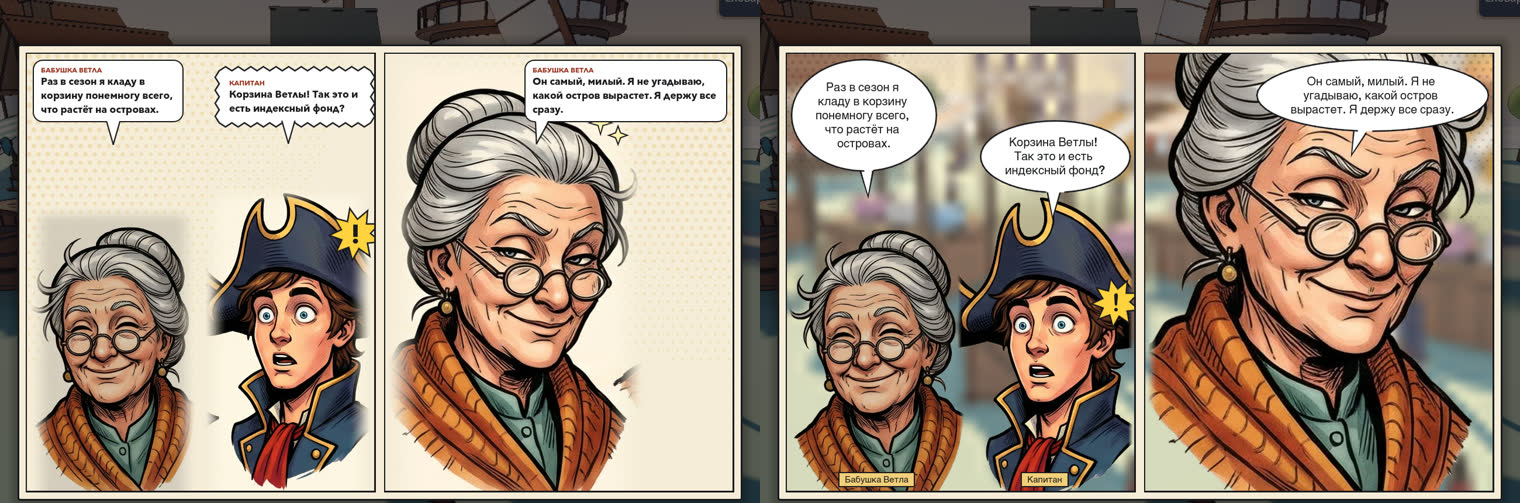 БАБУШКА ВЕТЛА
Раз в сезон я кладу в
корзину понемногу всего,
что растёт на островах.
КАПИТАН
Корзина Ветлы! Так это и
есть индексный фонд?
!
БАБУШКА ВЕТЛА
Он самый, милый. Я не угадываю,
какой остров вырастет. Я держу все
сразу.
Раз в сезон я
кладу в корзину
понемногу всего,
что растёт на
островах.
Корзина Ветлы!
Так это и есть
индексный фонд?
!
Бабушка Ветла
Капитан
Он самый, милый. Я не
угадываю, какой остров
вырастет. Я держу все сразу.